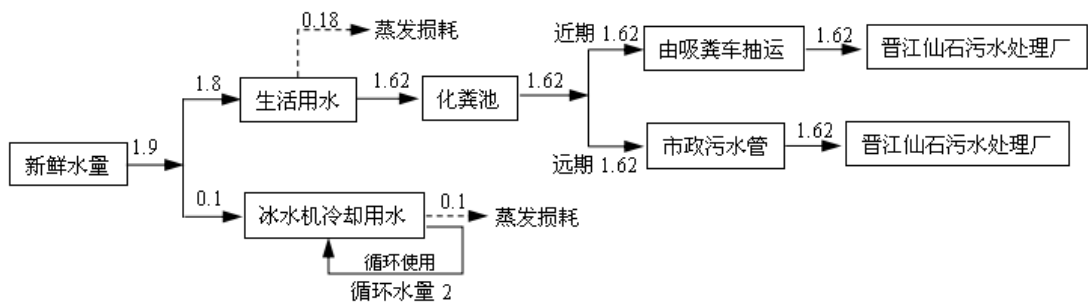 0.18
蒸发损耗
近期 1.62
由吸粪车抽运
1.62
晋江仙石污水处理厂
1.8
生活用水
1.62
化粪池
1.62
新鲜水量
1.9
远期 1.62
市政污水管
1.62
晋江仙石污水处理厂
0.1
冰水机冷却用水
0.1
蒸发损耗
循环使用
循环水量 2